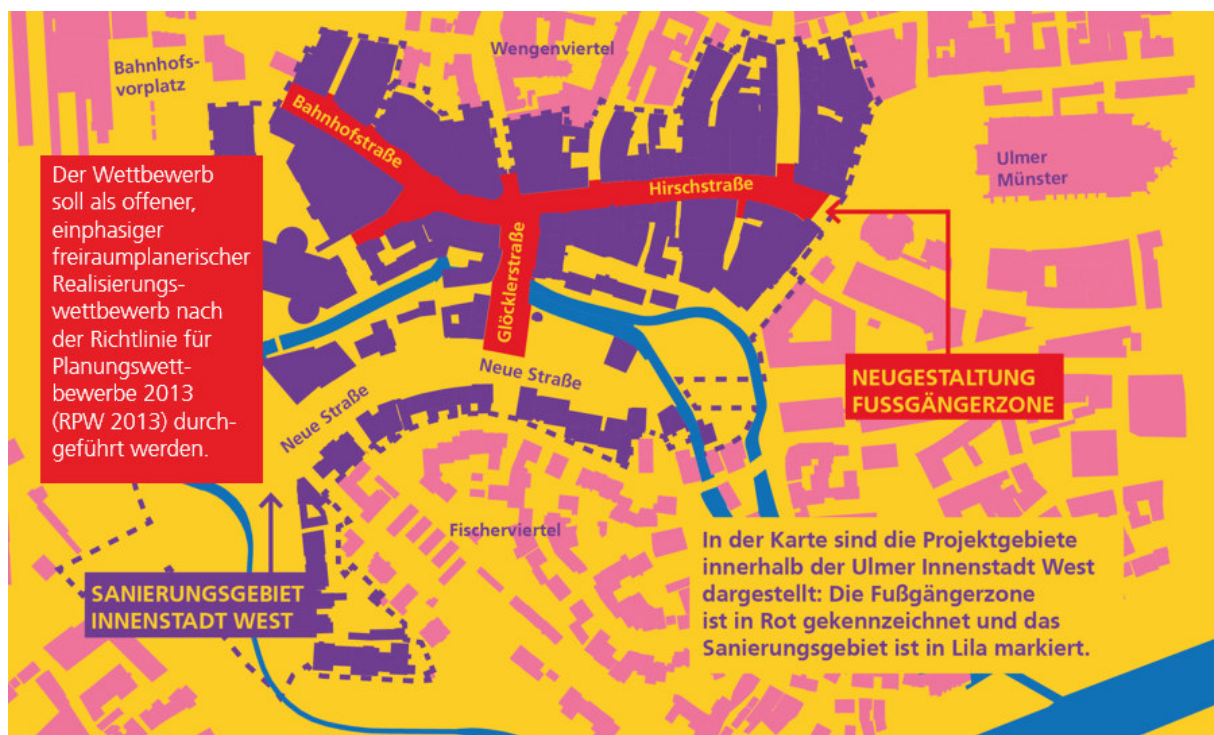 Bahnhofs-
vorplatz
Wengenviertel
Bahnhofstraße
Ulmer
Münster
Hirschstraße
Glöcklerstraße
Der Wettbewerb
soll als offener,
einphasiger
freiraumplanerischer
Realisierungs-
wettbewerb nach
der Richtlinie für
Planungswett-
bewerbe 2013
(RPW 2013) durch-
geführt werden.
Neue Straße
Neue Straße
NEUGESTALTUNG
FUSSGÄNGERZONE
Fischerviertel
SANIERUNGSGEBIET
INNENSTADT WEST
In der Karte sind die Projektgebiete
innerhalb der Ulmer Innenstadt West
dargestellt: Die Fußgängerzone
ist in Rot gekennzeichnet und das
Sanierungsgebiet ist in Lila markiert.